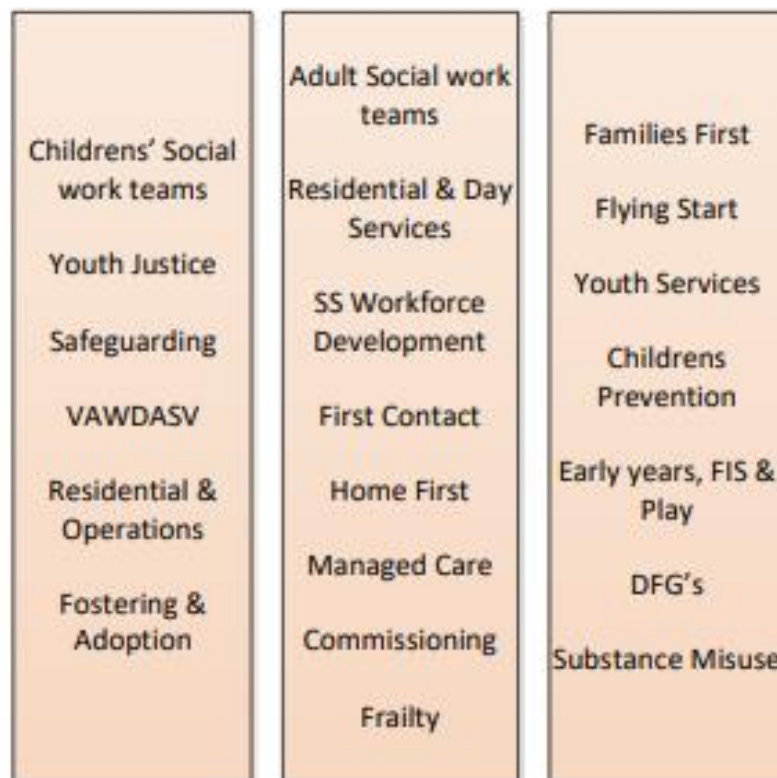 Childrens’ Social
work teams
Youth Justice
Safeguarding
VAWDASV
Residential &
Operations
Fostering &
Adoption
Adult Social work
teams
Residential & Day
Services
SS Workforce
Development
First Contact
Home First
Managed Care
Commissioning
Frailty
Families First
Flying Start
Youth Services
Childrens
Prevention
Early years, FIS &
Play
DFG’s
Substance Misuse